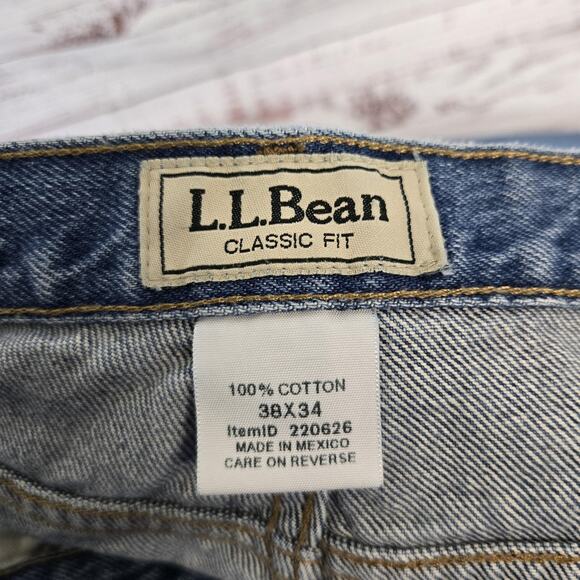 L.L.Bean
CLASSIC FIT
100% COTTON
38X34
ItemID 220626
MADE IN MEXICO
CARE ON REVERSE